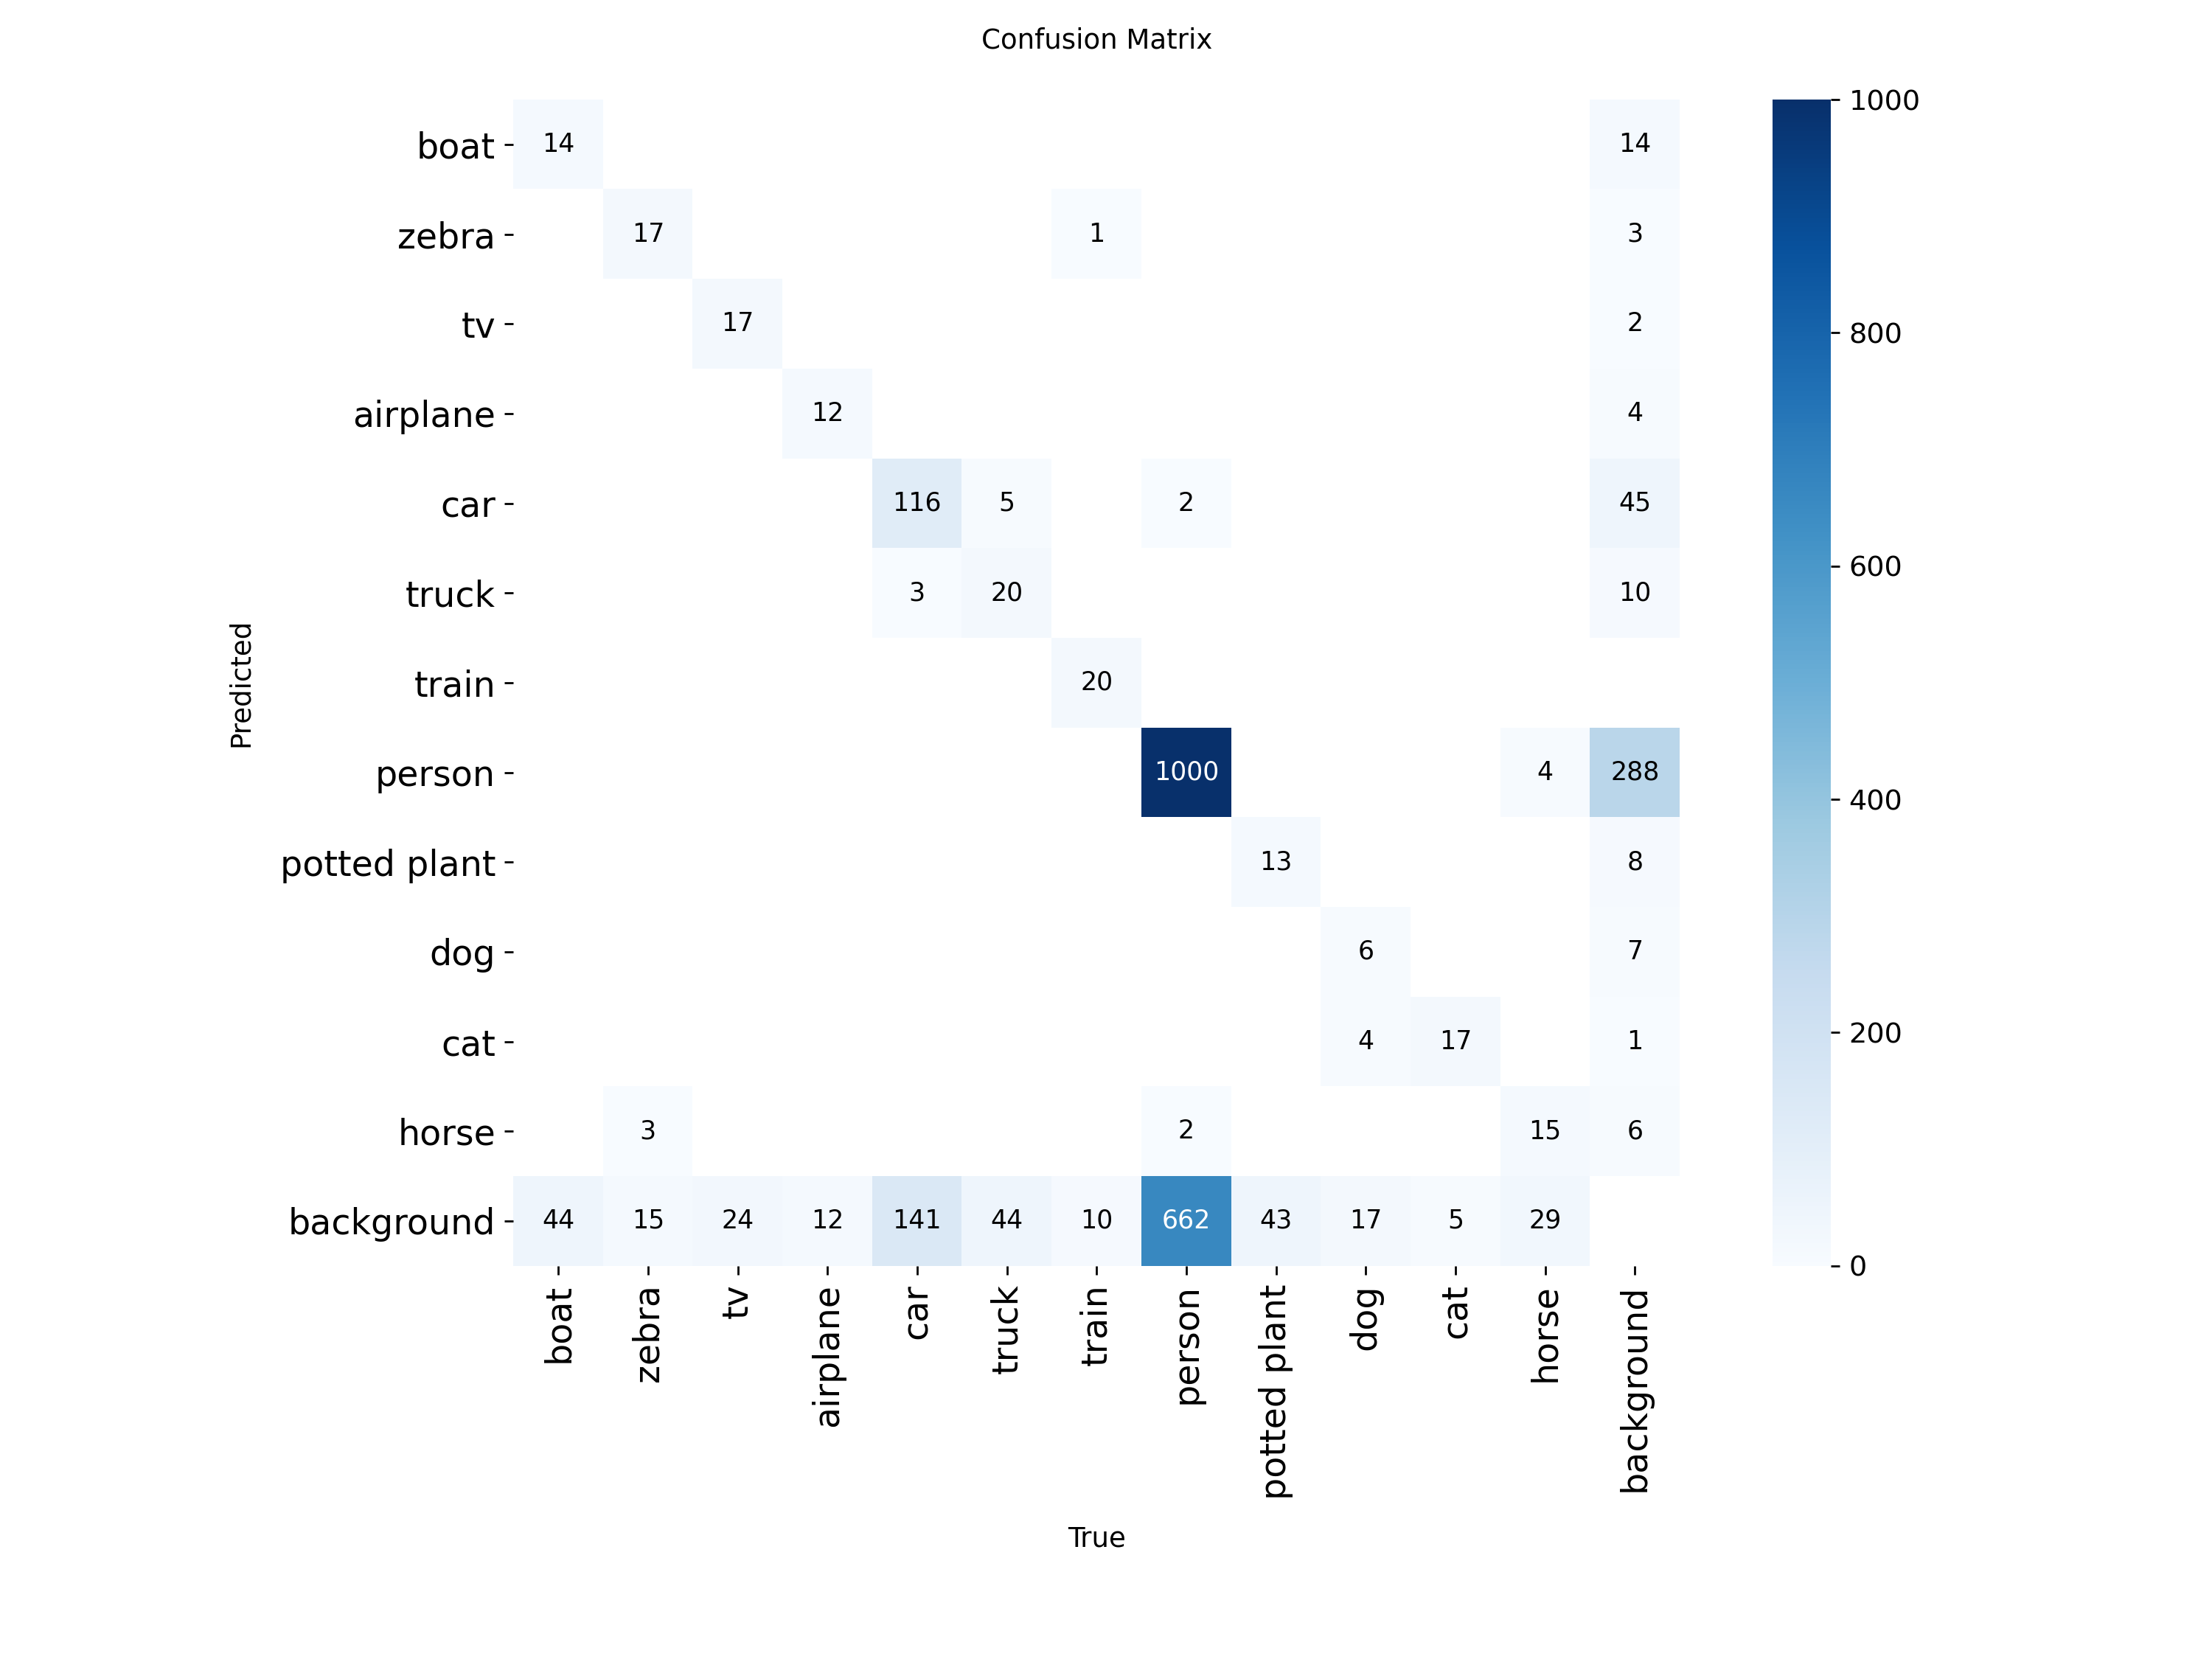 Confusion Matrix
boat 14 14
zebra 17 1 3
tv 17 2
airplane 12 4
car 116 5 2 45
truck 3 20 10
train 20
person 1000 4 288
potted plant 13 8
dog 6 7
cat 4 17 1
horse 3 2 15 6
background 44 15 24 12 141 44 10 662 43 17 5 29
boat zebra tv airplane car truck train person potted plant dog cat horse background
True
Predicted
1000
800
600
400
200
0